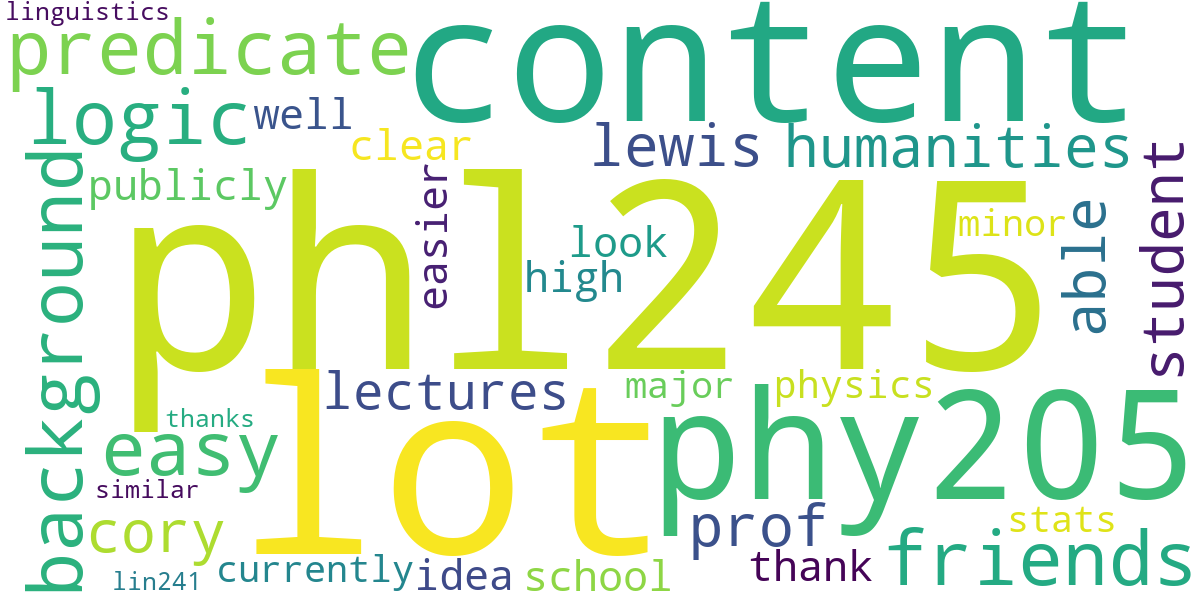 linguistics
predicate
content
logic
well
clear
lewis
humanities
publicly
easier
background
phl245
look
high
minor
able
student
lot
lectures
major
physics
phy205
thanks
easy
similar
cory
prof
stats
lin241
currently
idea
school
thank
friends